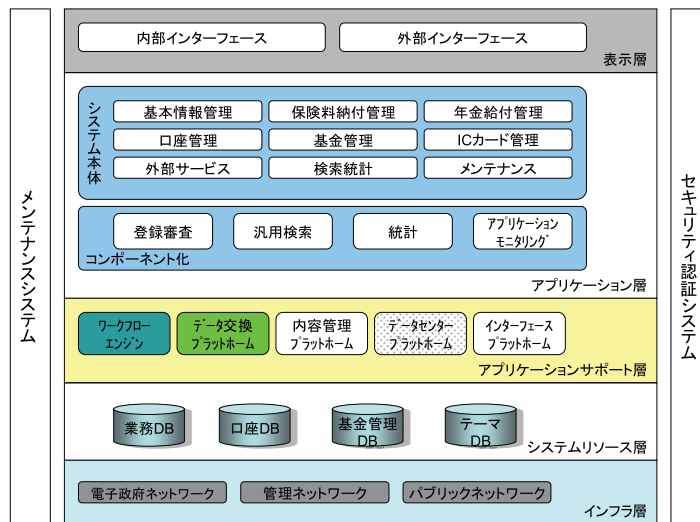 メンテナンスシステム
内部インターフェース
外部インターフェース
表示層
システム本体
基本情報管理
保険料納付管理
年金給付管理
口座管理
基金管理
ICカード管理
外部サービス
検索統計
メンテナンス
登録審査
汎用検索
統計
アプリケーション
モニタリング
コンポーネント化
アプリケーション層
ワークフロー
エンジン
データ交換
プラットホーム
内容管理
プラットホーム
データセンター
プラットホーム
インターフェース
プラットホーム
アプリケーションサポート層
業務DB
口座DB
基金管理
DB
テーマ
DB
システムリソース層
電子政府ネットワーク
管理ネットワーク
パブリックネットワーク
インフラ層
セキュリティ認証システム